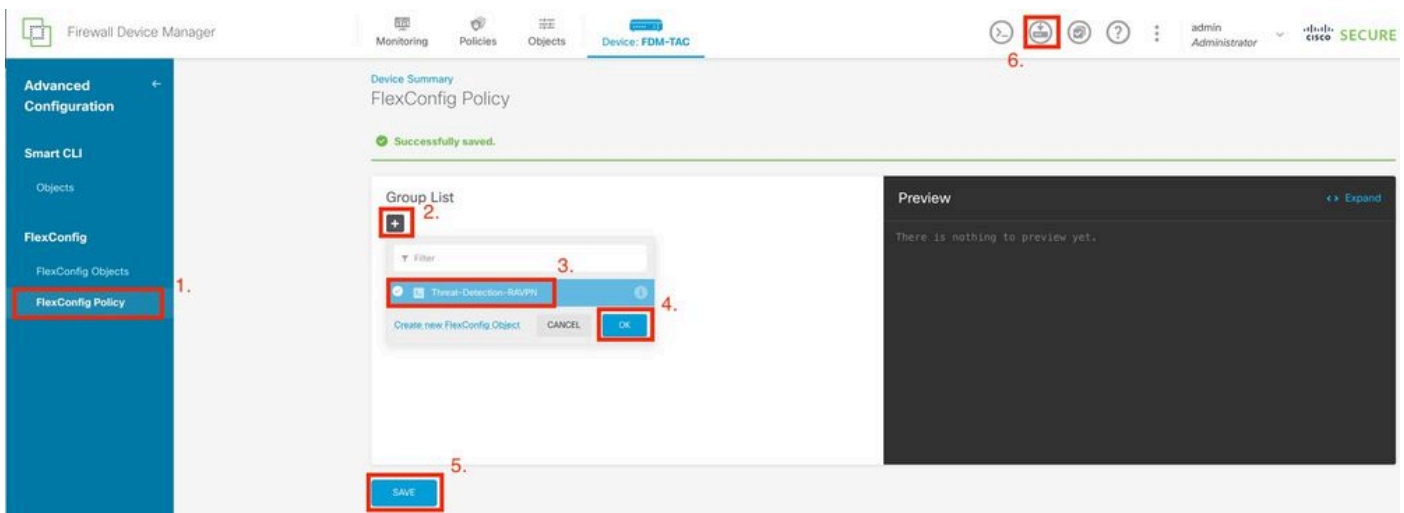 Firewall Device Manager
Monitoring
Policies
Objects
Device: FDM-TAC
6.
admin
Administrator
cisco SECURE
Advanced
Configuration
Smart CLI
Objects
FlexConfig
FlexConfig Objects
FlexConfig Policy
1.
Device Summary
FlexConfig Policy
Successfully saved.
Group List
2.
+
Filter
3.
Threat-Detection-RAVPN
4.
Create new FlexConfig Object
CANCEL
OK
5.
SAVE
Preview
Expand
There is nothing to preview yet.